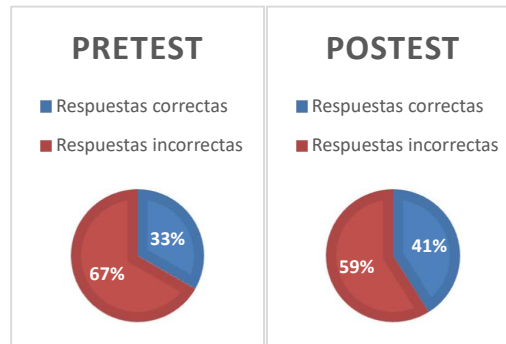 PRETEST
Respuestas correctas
Respuestas incorrectas
33%
67%
POSTEST
Respuestas correctas
Respuestas incorrectas
41%
59%